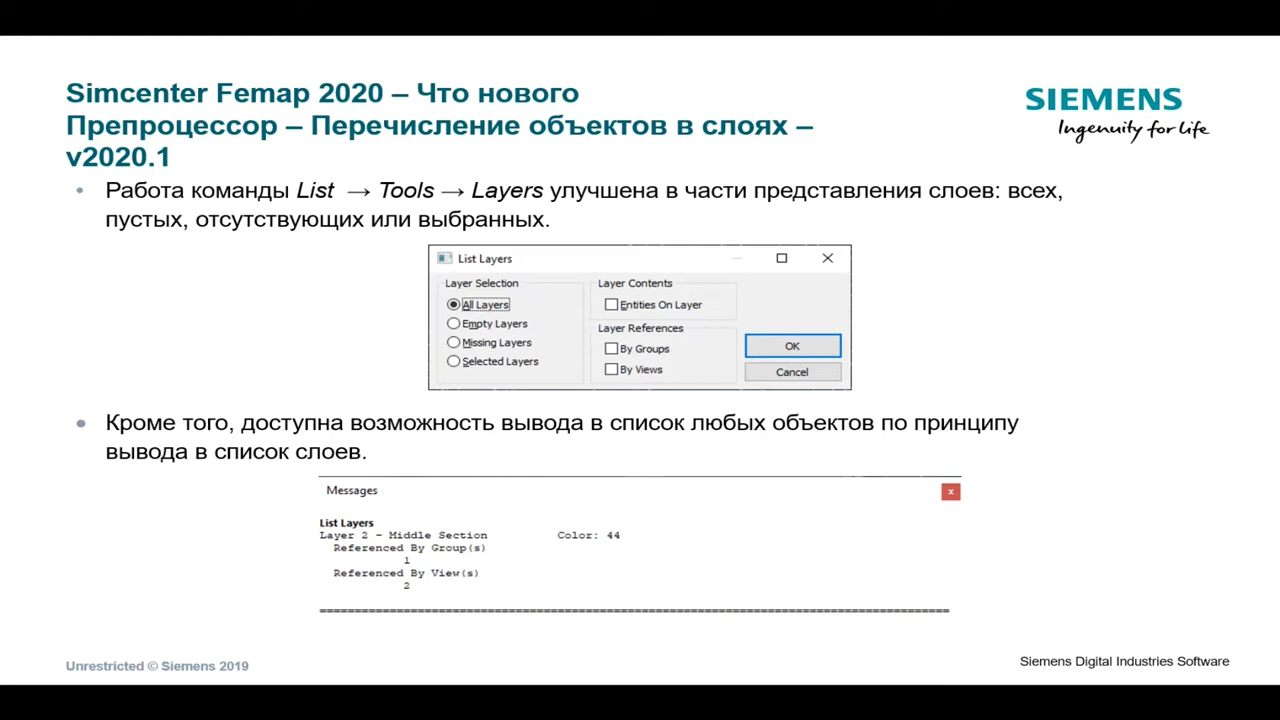 Simcenter Femap 2020 – Что нового
Препроцессор – Перечисление объектов в слоях –
v2020.1
SIEMENS
Ingenuity for life
• Работа команды List → Tools → Layers улучшена в части представления слоев: всех,
пустых, отсутствующих или выбранных.
List Layers
Layer Selection
All Layers
Empty Layers
Missing Layers
Selected Layers
Layer Contents
Entities On Layer
Layer References
By Groups
By Views
OK
Cancel
• Кроме того, доступна возможность вывода в список любых объектов по принципу
вывода в список слоев.
Messages
x
List Layers
Layer 2 - Middle Section Color: 44
Referenced By Group(s)
1
Referenced By View(s)
2
==========================================================================================
Unrestricted © Siemens 2019
Siemens Digital Industries Software